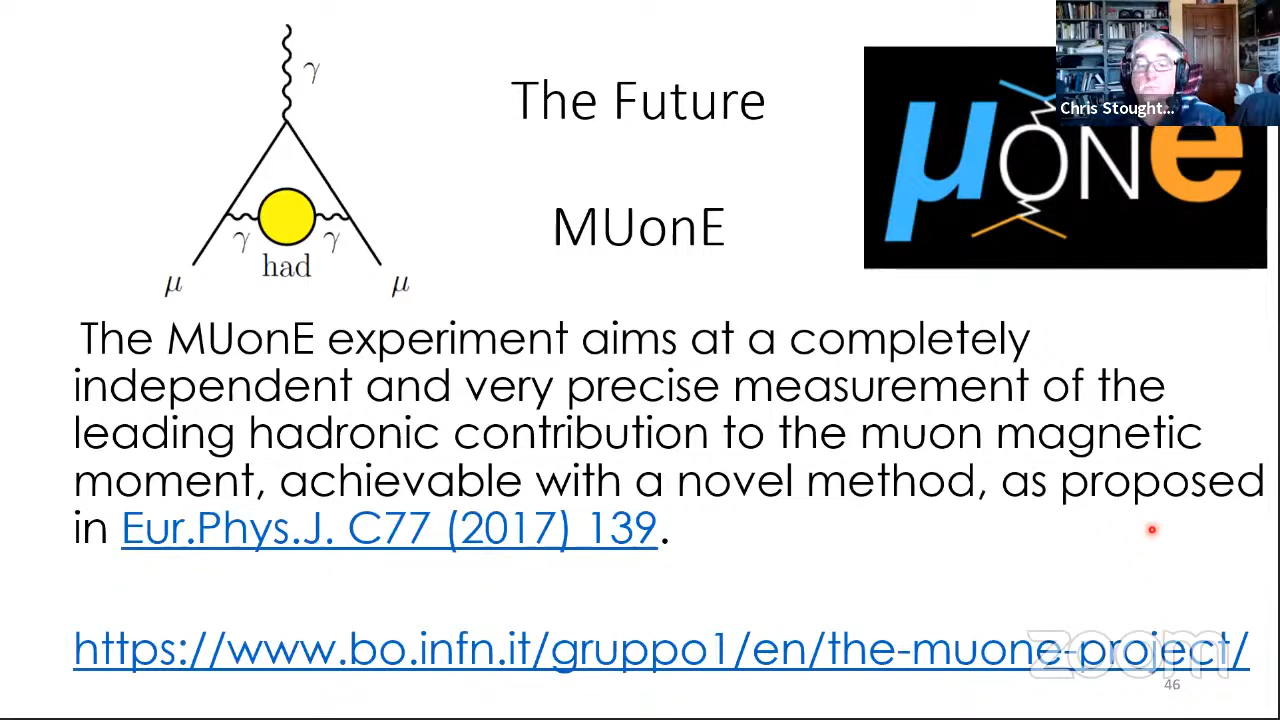 γ
The Future
Chris Stought...
μONe
MUonE
γ γ
had
μ μ
The MUonE experiment aims at a completely
independent and very precise measurement of the
leading hadronic contribution to the muon magnetic
moment, achievable with a novel method, as proposed
in Eur.Phys.J. C77 (2017) 139.
https://www.bo.infn.it/gruppo1/en/the-muone-project/
zoom
46